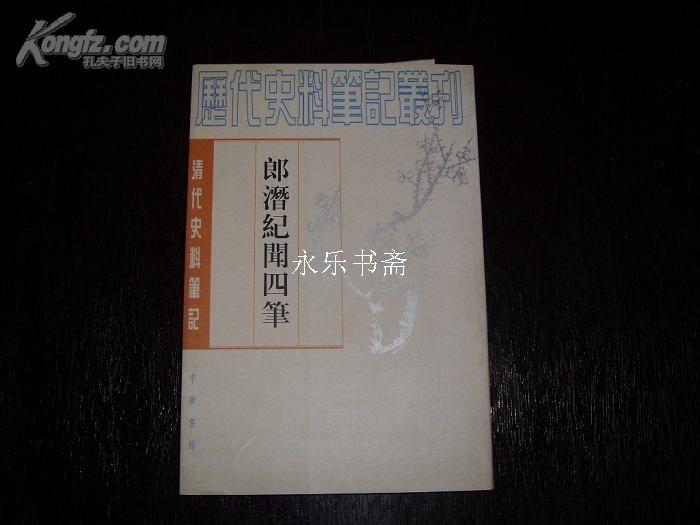 Kongfz.com
孔夫子旧书网
歷代史料筆記叢刊
清代史料筆記
郎潛紀聞四筆
永乐书斋
中華書局